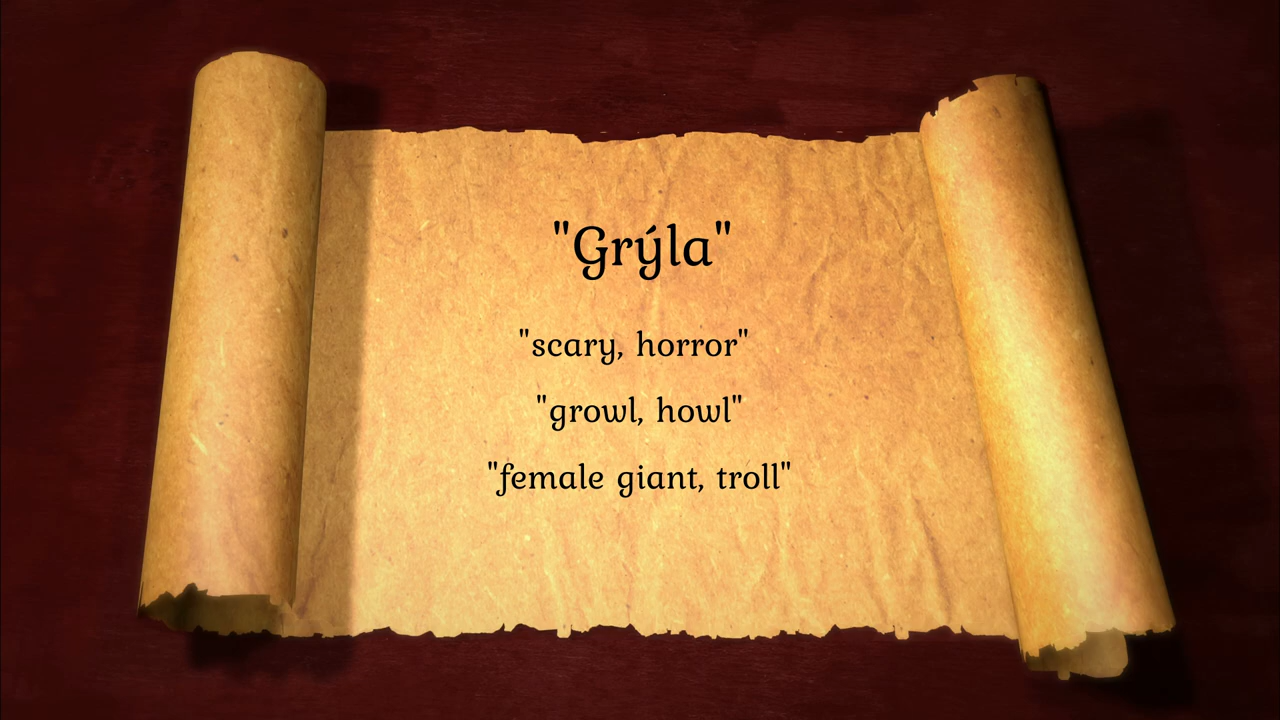 "Grýla"
"scary, horror"
"growl, howl"
"female giant, troll"